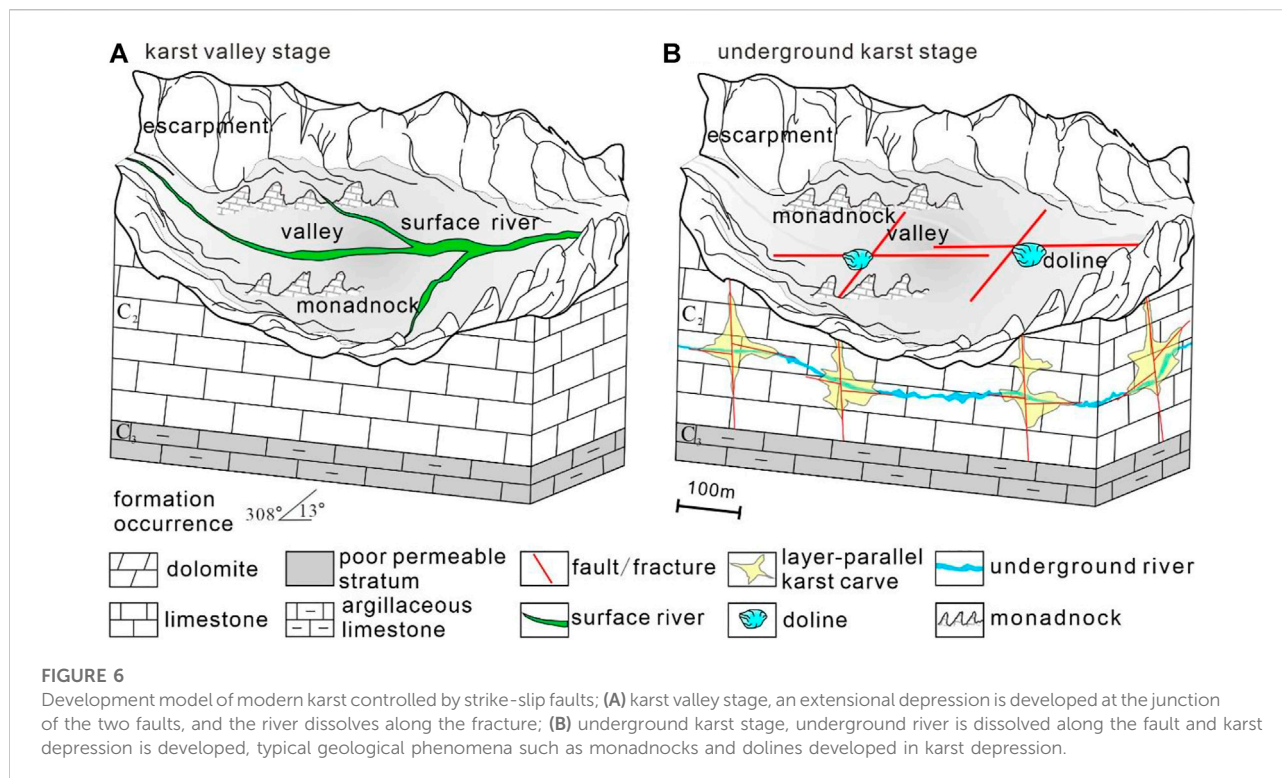 A karst valley stage
escarpment
valley
surface river
monadnock
C2
C3
B underground karst stage
escarpment
monadnock
valley
doline
C2
C3
100m
formation
occurrence 308° 13°
dolomite
poor permeable
stratum
fault/fracture
layer-parallel
karst carve
underground river
limestone
argillaceous
limestone
surface river
doline
monadnock
FIGURE 6
Development model of modern karst controlled by strike-slip faults; (A) karst valley stage, an extensional depression is developed at the junction
of the two faults, and the river dissolves along the fracture; (B) underground karst stage, underground river is dissolved along the fault and karst
depression is developed, typical geological phenomena such as monadnocks and dolines developed in karst depression.